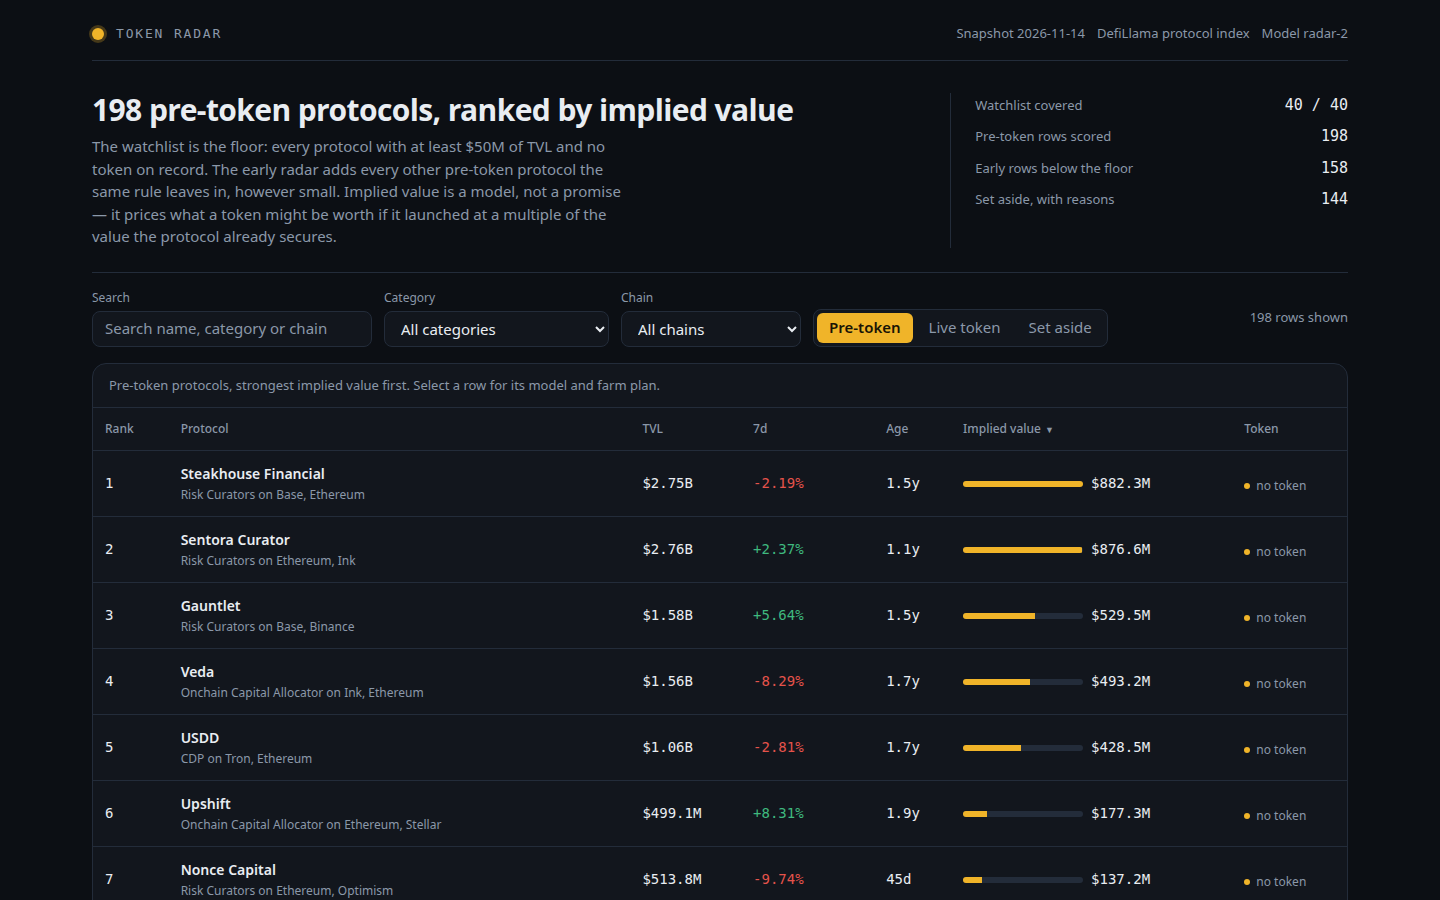 TOKEN RADAR
Snapshot 2026-11-14 DefiLlama protocol index Model radar-2
198 pre-token protocols, ranked by implied value
The watchlist is the floor: every protocol with at least $50M of TVL and no
token on record. The early radar adds every other pre-token protocol the
same rule leaves in, however small. Implied value is a model, not a promise
— it prices what a token might be worth if it launched at a multiple of the
value the protocol already secures.
Watchlist covered 40 / 40
Pre-token rows scored 198
Early rows below the floor 158
Set aside, with reasons 144
Search Category Chain
Search name, category or chain All categories All chains Pre-token Live token Set aside 198 rows shown
Pre-token protocols, strongest implied value first. Select a row for its model and farm plan.
Rank Protocol TVL 7d Age Implied value ▼ Token
1 Steakhouse Financial $2.75B -2.19% 1.5y $882.3M no token
Risk Curators on Base, Ethereum
2 Sentora Curator $2.76B +2.37% 1.1y $876.6M no token
Risk Curators on Ethereum, Ink
3 Gauntlet $1.58B +5.64% 1.5y $529.5M no token
Risk Curators on Base, Binance
4 Veda $1.56B -8.29% 1.7y $493.2M no token
Onchain Capital Allocator on Ink, Ethereum
5 USDD $1.06B -2.81% 1.7y $428.5M no token
CDP on Tron, Ethereum
6 Upshift $499.1M +8.31% 1.9y $177.3M no token
Onchain Capital Allocator on Ethereum, Stellar
7 Nonce Capital $513.8M -9.74% 45d $137.2M no token
Risk Curators on Ethereum, Optimism